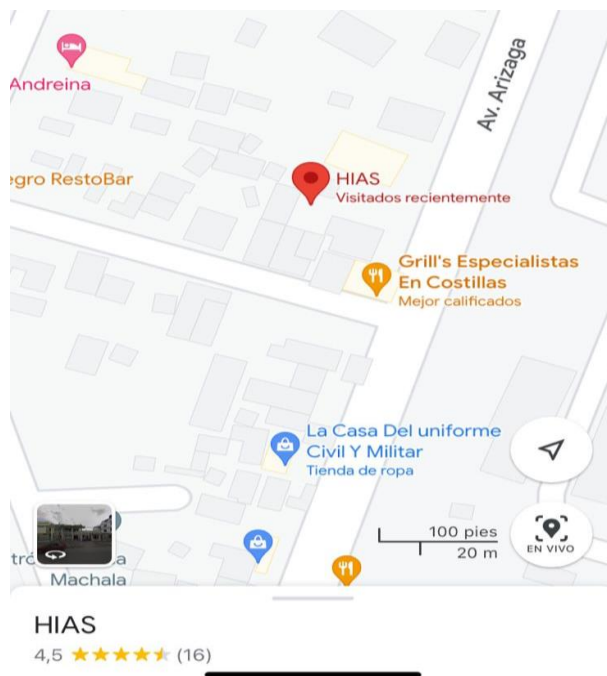 Andreina
Av. Arizaga
egro RestoBar
HIAS
Visitados recientemente
Grill's Especialistas
En Costillas
Mejor calificados
La Casa Del uniforme
Civil Y Militar
Tienda de ropa
100 pies
20 m
EN VIVO
Machala
HIAS
4,5 (16)